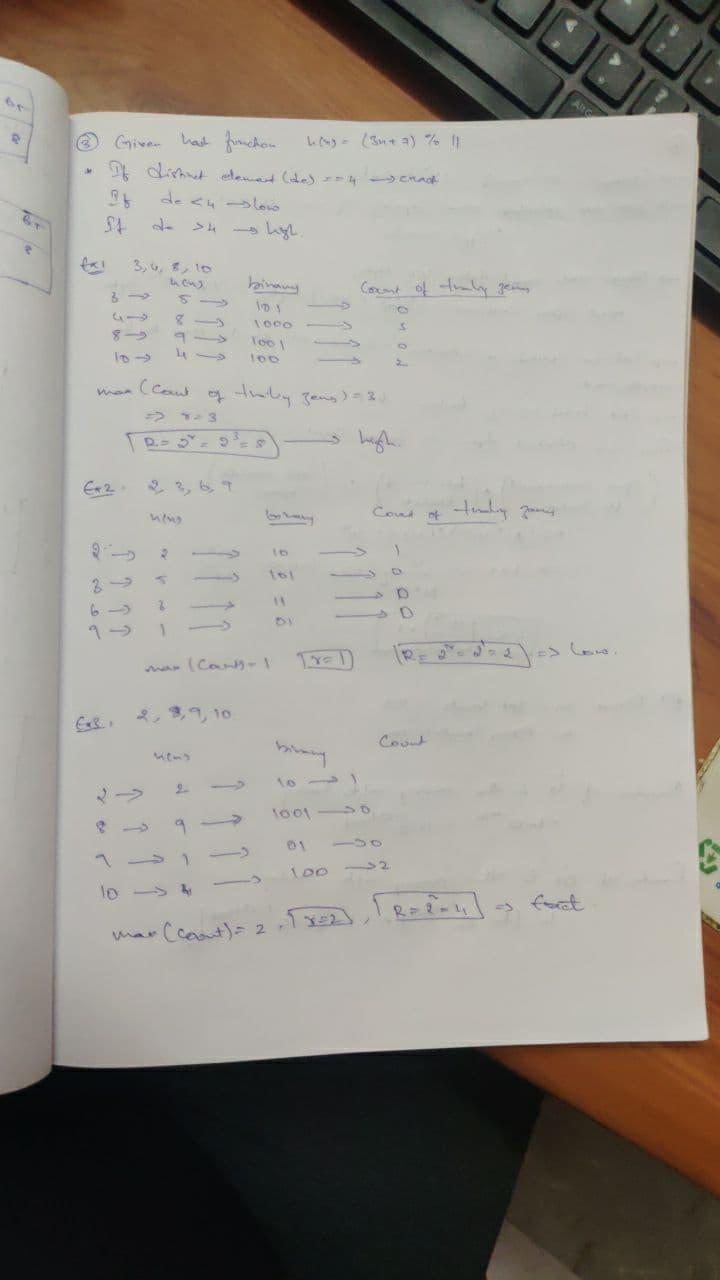 ③ Given hash function h(x) = (3x+7) % 11
* If distinct element (de) == 4 → exact
If de < 4 → low
If de > 4 → high.
Ex1 3, 4, 8, 10
h(x) binary Count of trailing zeros
3 → 5 → 101 → 0
4 → 8 → 1000 → 3
8 → 9 → 1001 → 0
10 → 4 → 100 → 2
max (Count of trailing zeros) = 3
=> r = 3
R = 2^r = 2^3 = 8 → high.
Ex2. 2, 3, 6, 9
h(x) binary Count of trailing zeros
2 → 2 → 10 → 1
3 → 5 → 101 → 0
6 → 3 → 11 → 0
9 → 1 → 01 → 0
max (Count) = 1 r=1 R = 2^r = 2^1 = 2 => Low.
Ex3. 2, 8, 9, 10
h(x) binary Count
2 → 2 → 10 → 1
8 → 9 → 1001 → 0
9 → 1 → 01 → 0
10 → 4 → 100 → 2
max (Count) = 2, r=2, R = 2^2 = 4 => Exact